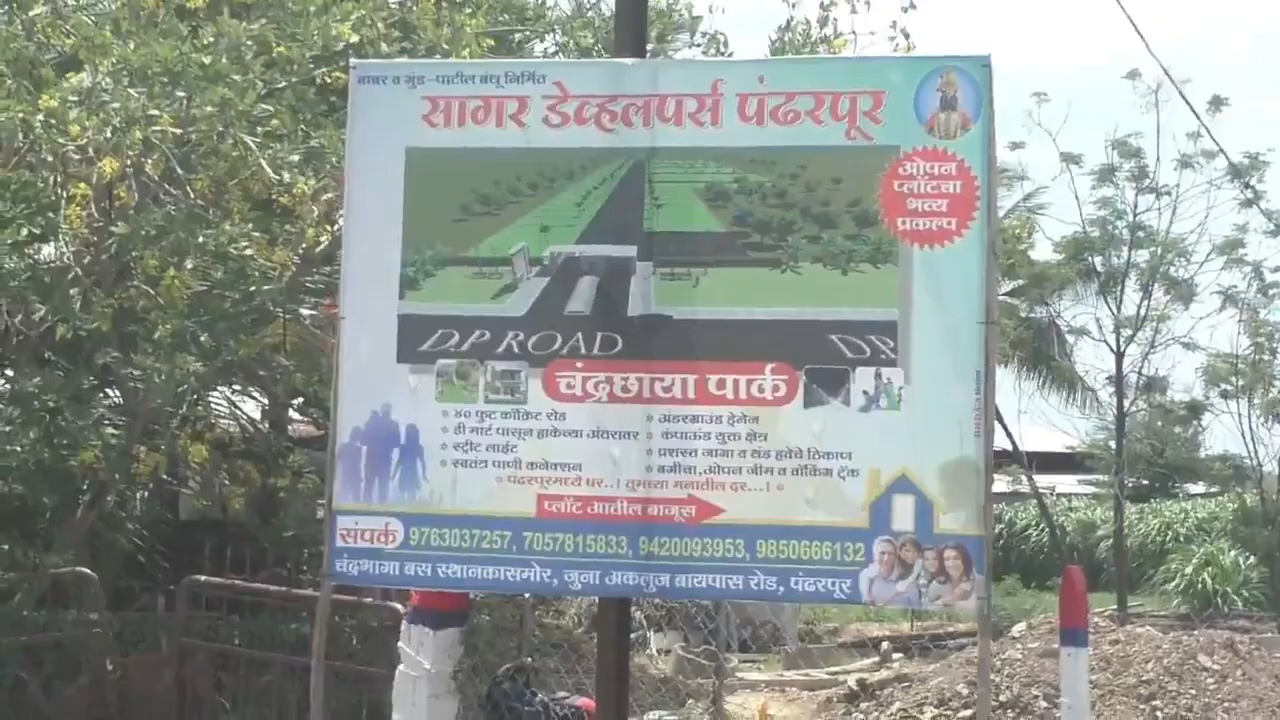 बाबर व गुंड-पाटील बंधू निर्मित
सागर डेव्हलपर्स पंढरपूर
ओपन
प्लॉटचा
भव्य
प्रकल्प
D.P ROAD
D.P
चंद्रछाया पार्क
४० फुट काँक्रिट रोड
डी मार्ट पासून हाकेच्या अंतरावर
स्ट्रीट लाईट
स्वतंत्र पाणी कनेक्शन
अंडरग्राउंड ड्रेनेज
कंपाऊंड युक्त क्षेत्र
प्रशस्त जागा व थंड हवेचे ठिकाण
बगीचा,ओपन जीम व वॉकिंग ट्रॅक
पंढरपूरमध्ये घर..! तुमच्या मनातील दर...!
प्लॉट आतील बाजूस
संपर्क 9763037257, 7057815833, 9420093953, 9850666132
चंद्रभागा बस स्थानकासमोर, जुना अकलुज बायपास रोड, पंढरपूर